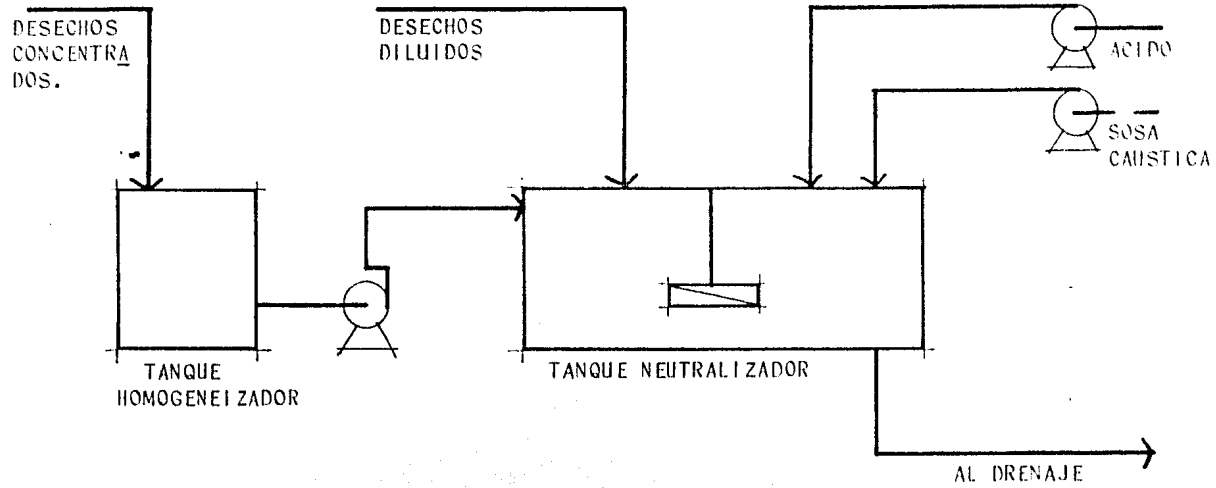 DESECHOS
CONCENTRA
DOS.
DESECHOS
DILUIDOS
ACIDO
SOSA
CAUSTICA
TANQUE
HOMOGENEIZADOR
TANQUE NEUTRALIZADOR
AL DRENAJE